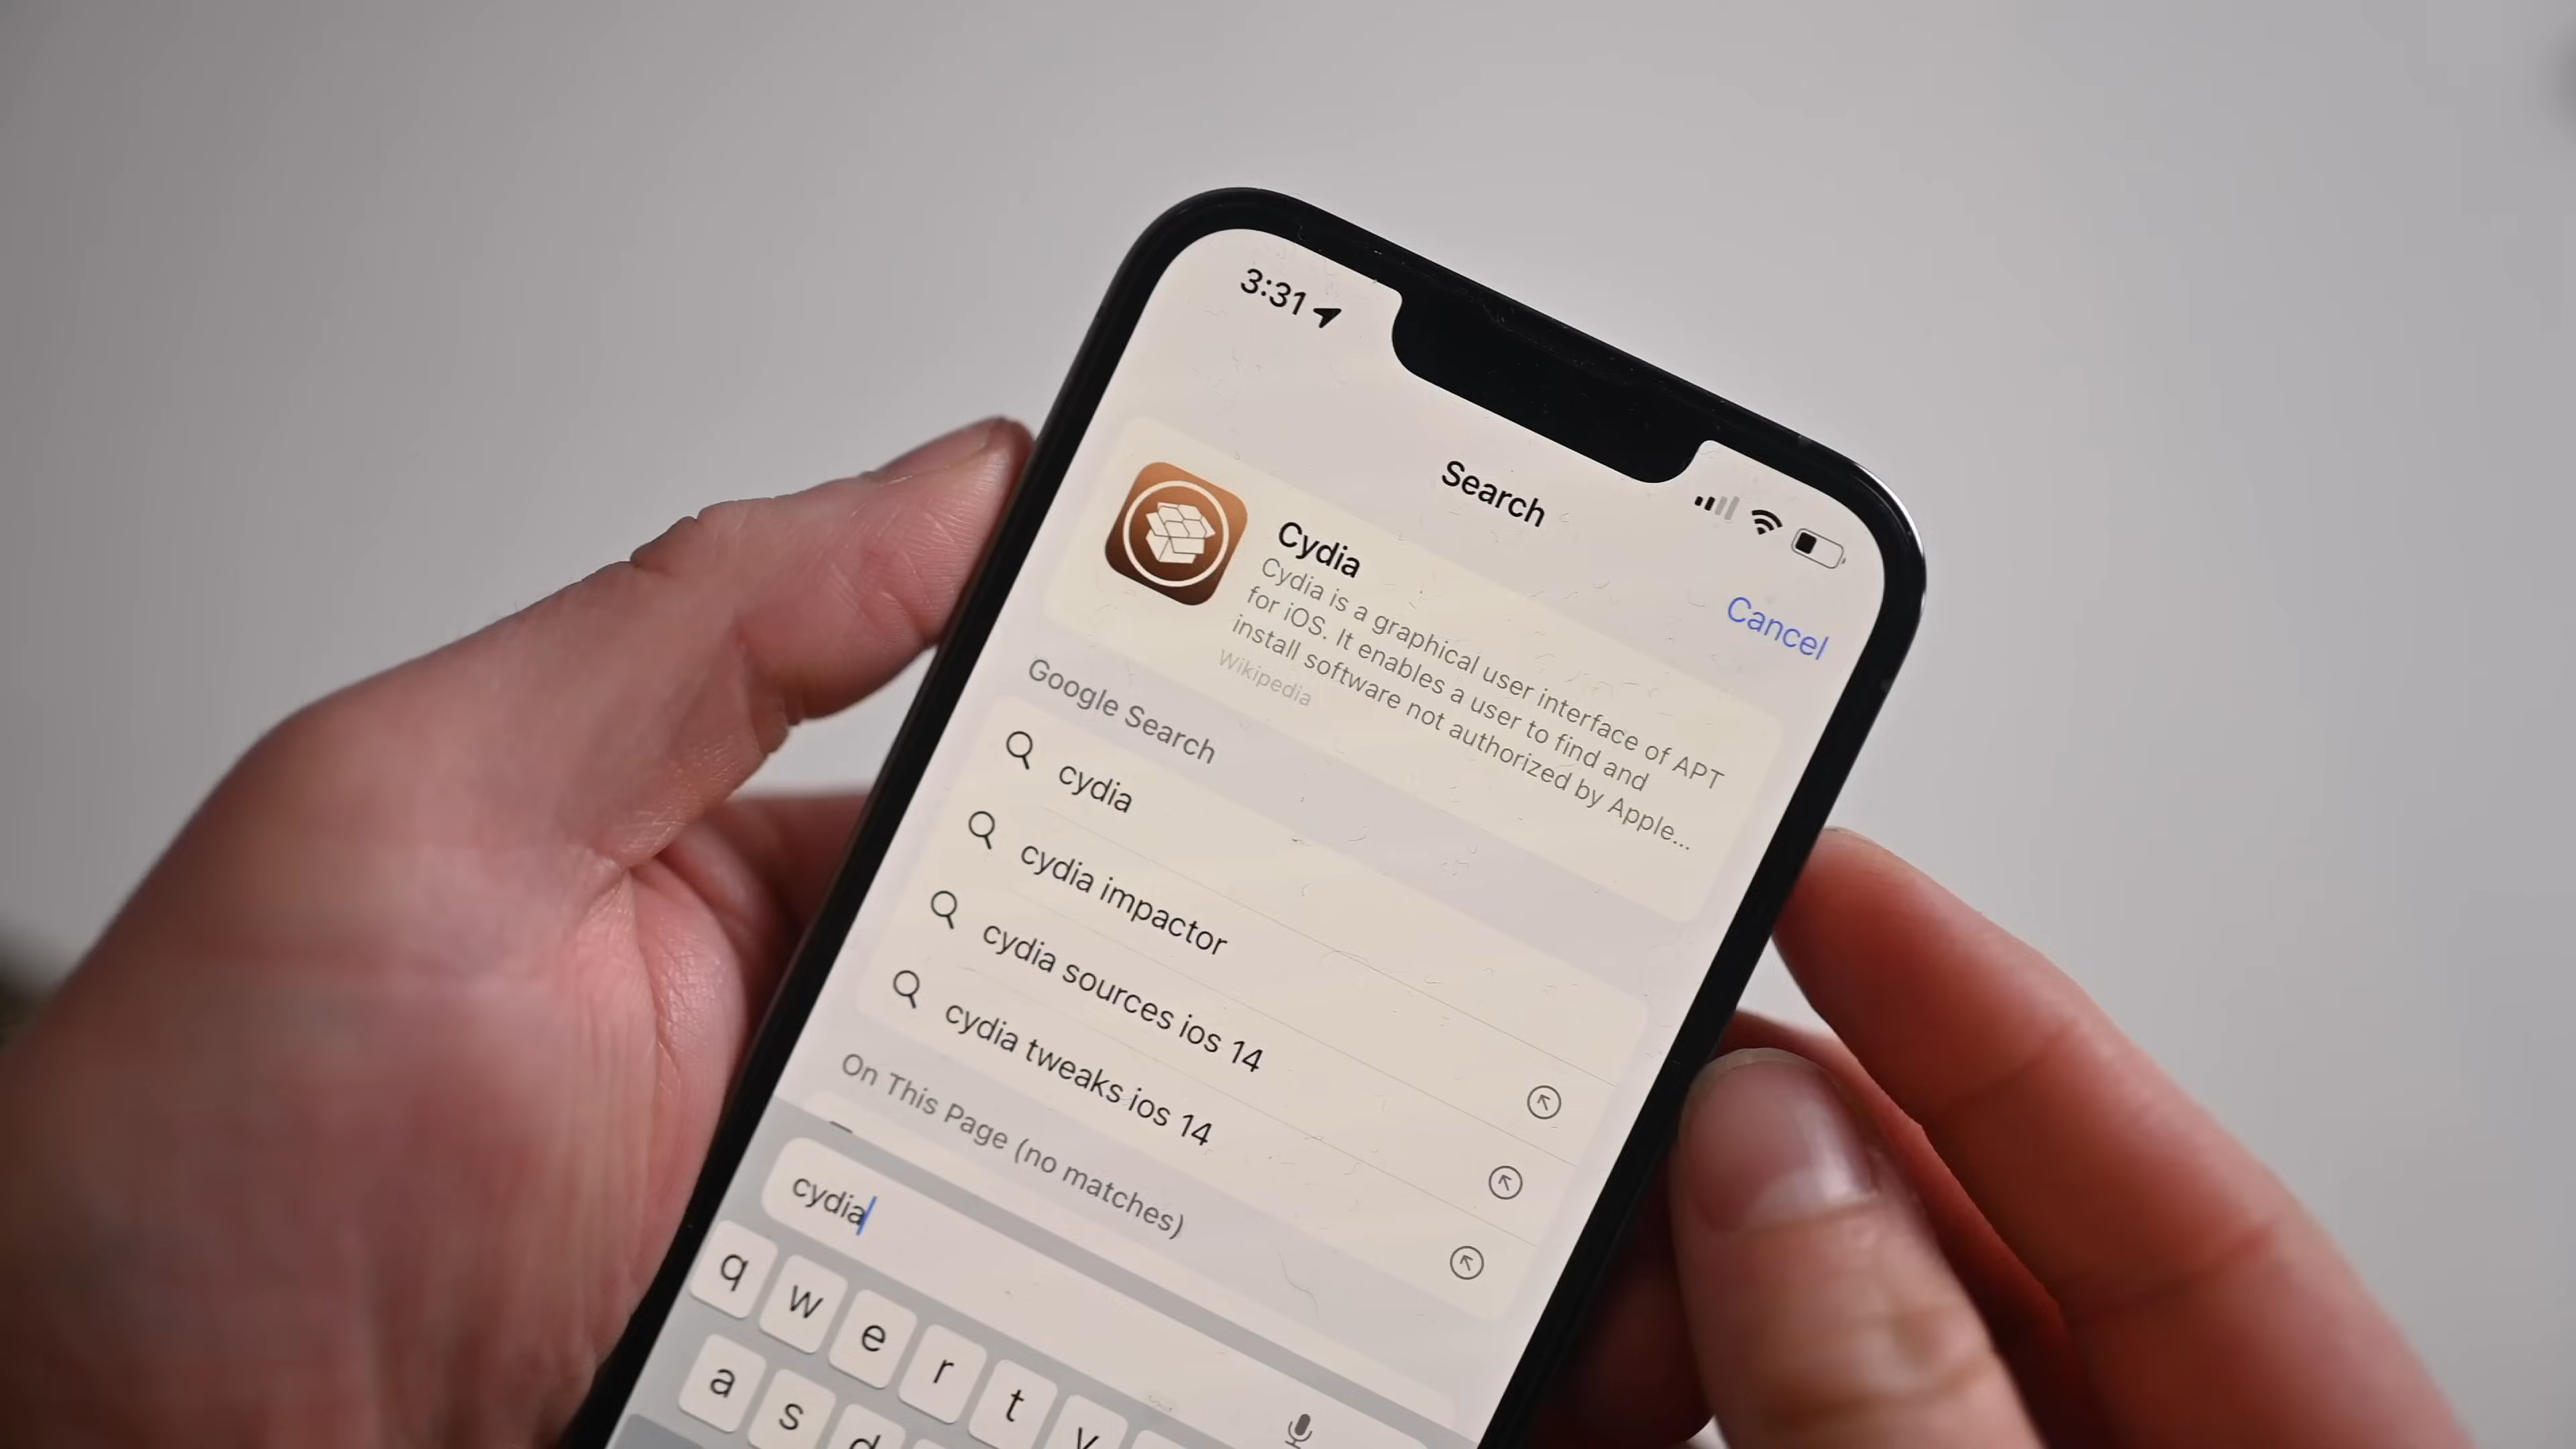 3:31
Search
Cancel
Cydia
Cydia is a graphical user interface of APT
for iOS. It enables a user to find and
install software not authorized by Apple...
Wikipedia
Google Search
cydia
cydia impactor
cydia sources ios 14
cydia tweaks ios 14
On This Page (no matches)
cydia
q w e r t y
a s d